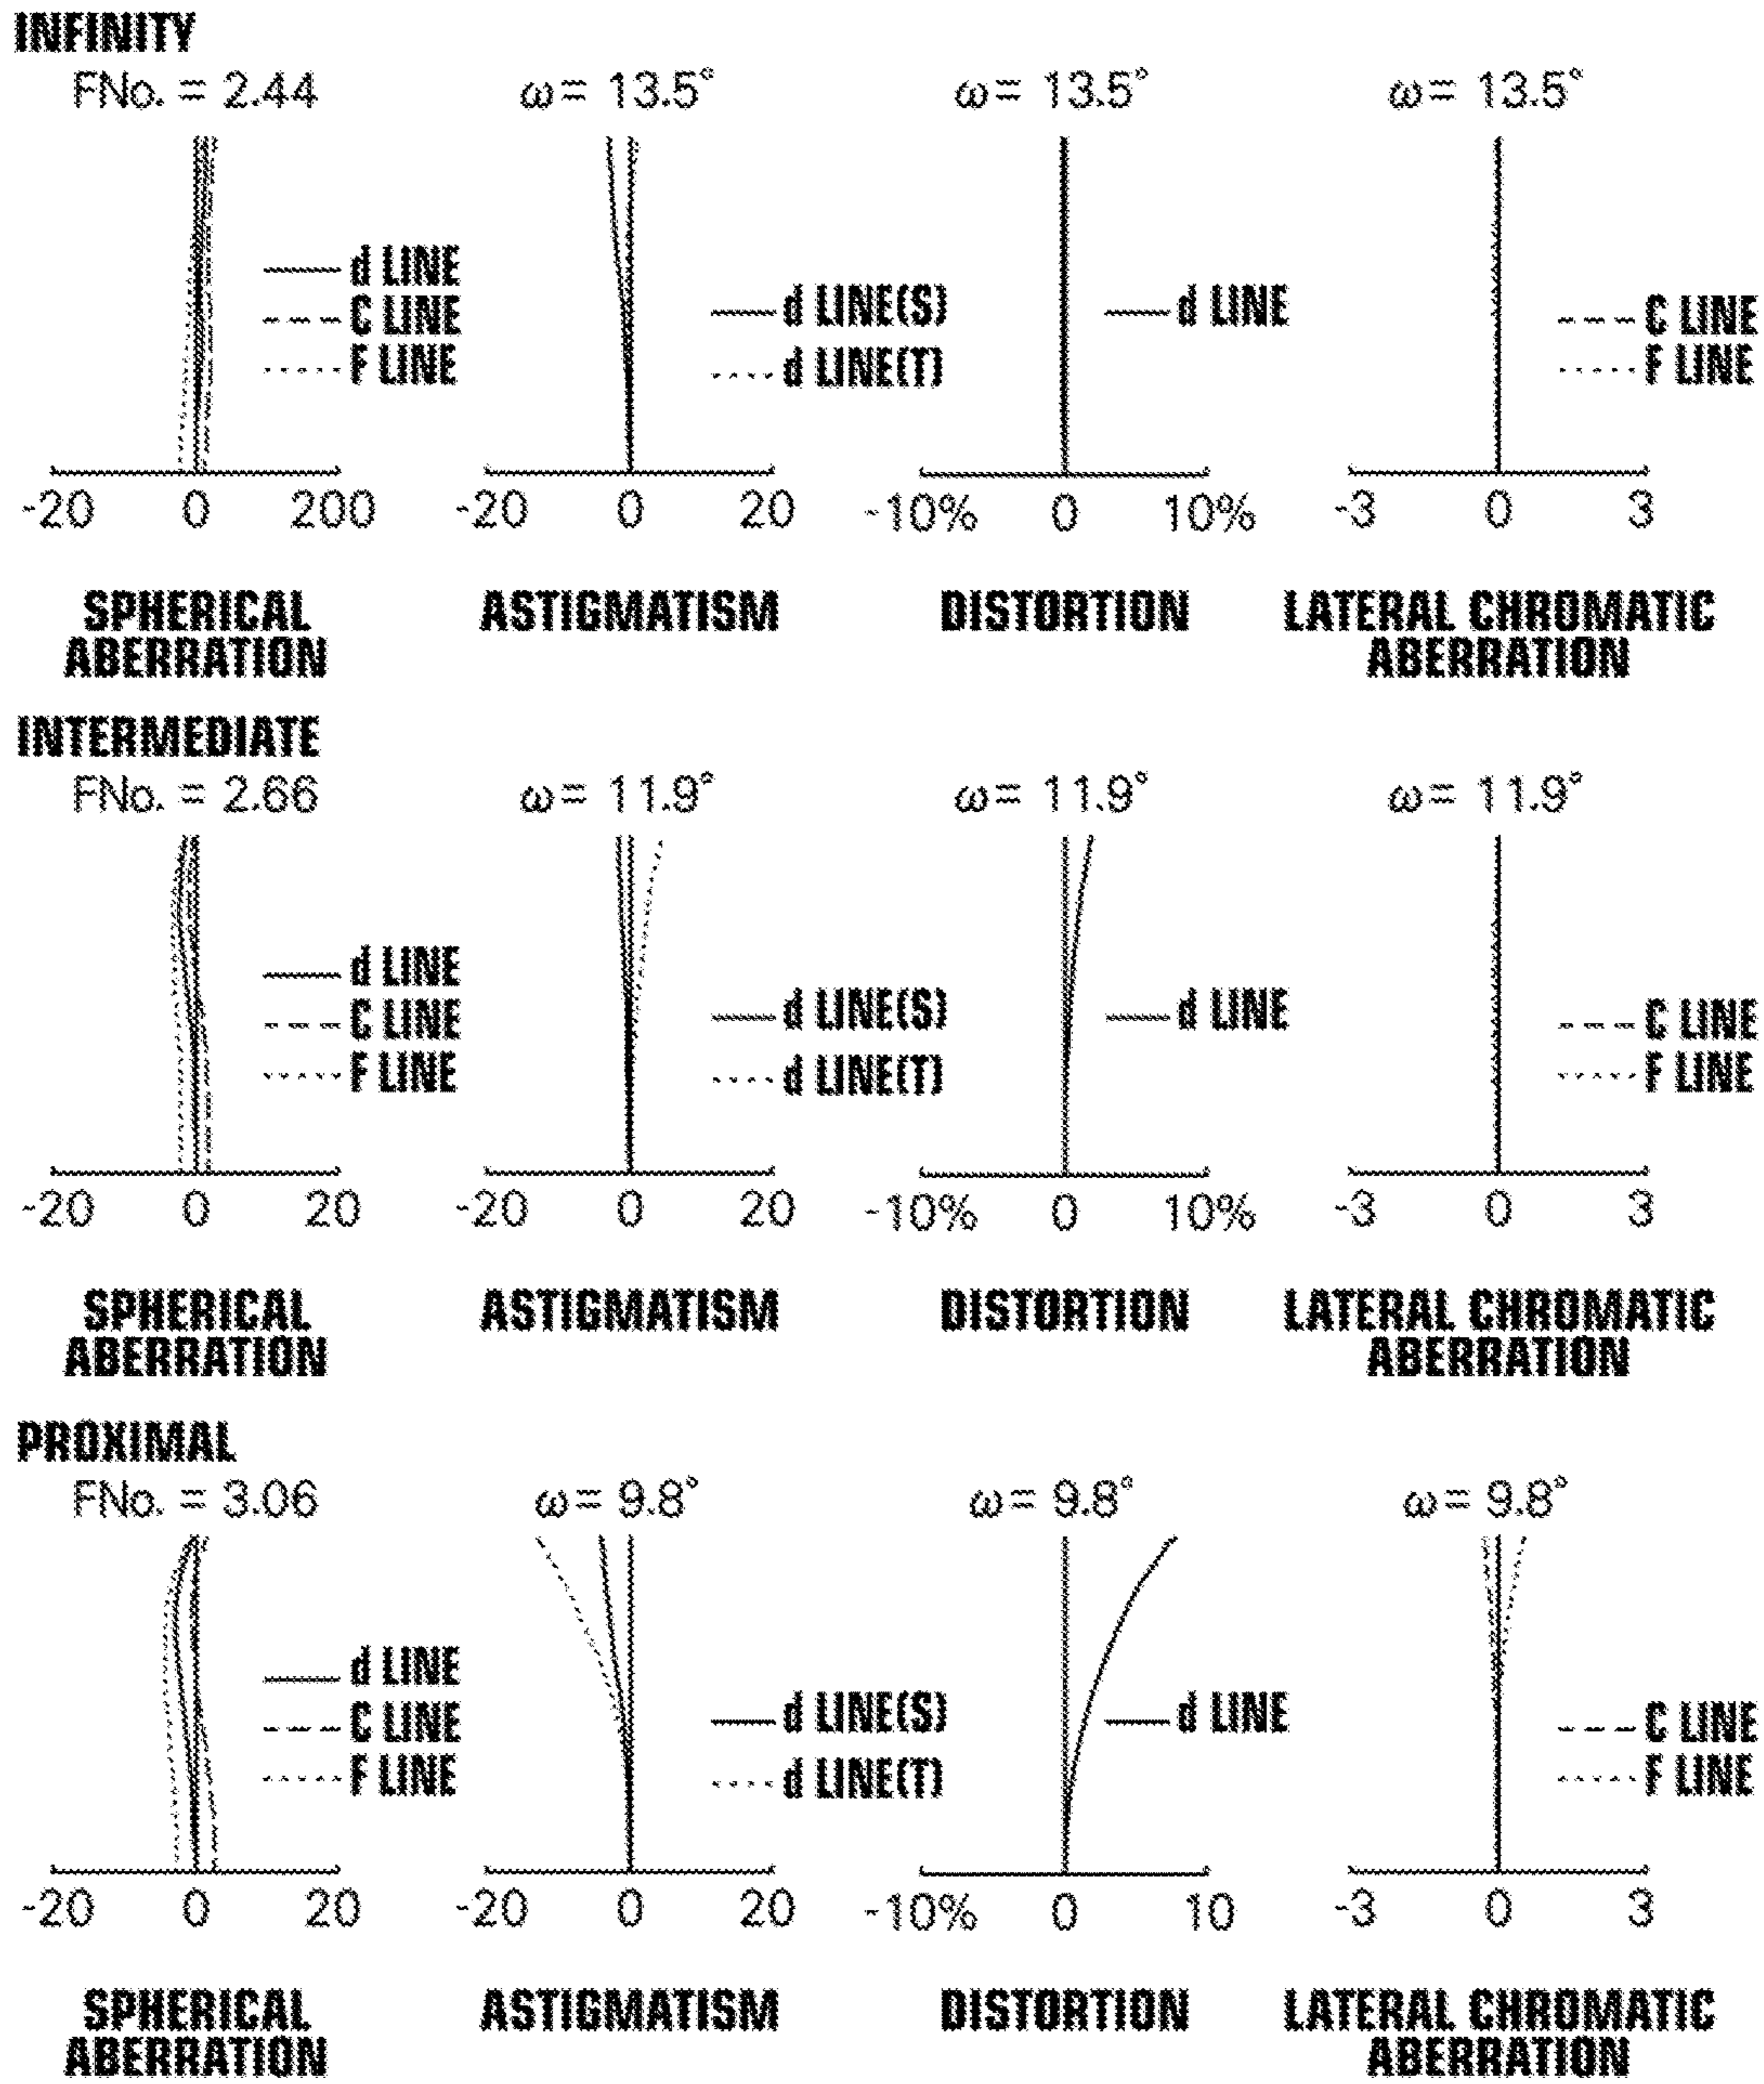 INFINITY
FNo. = 2.44
ω = 13.5°
ω = 13.5°
ω = 13.5°
d LINE
C LINE
F LINE
d LINE(S)
d LINE(T)
d LINE
C LINE
F LINE
-20 0 200
-20 0 20
-10% 0 10%
-3 0 3
SPHERICAL
ABERRATION
ASTIGMATISM
DISTORTION
LATERAL CHROMATIC
ABERRATION
INTERMEDIATE
FNo. = 2.66
ω = 11.9°
ω = 11.9°
ω = 11.9°
d LINE
C LINE
F LINE
d LINE(S)
d LINE(T)
d LINE
C LINE
F LINE
-20 0 20
-20 0 20
-10% 0 10%
-3 0 3
SPHERICAL
ABERRATION
ASTIGMATISM
DISTORTION
LATERAL CHROMATIC
ABERRATION
PROXIMAL
FNo. = 3.06
ω = 9.8°
ω = 9.8°
ω = 9.8°
d LINE
C LINE
F LINE
d LINE(S)
d LINE(T)
d LINE
C LINE
F LINE
-20 0 20
-20 0 20
-10% 0 10
-3 0 3
SPHERICAL
ABERRATION
ASTIGMATISM
DISTORTION
LATERAL CHROMATIC
ABERRATION